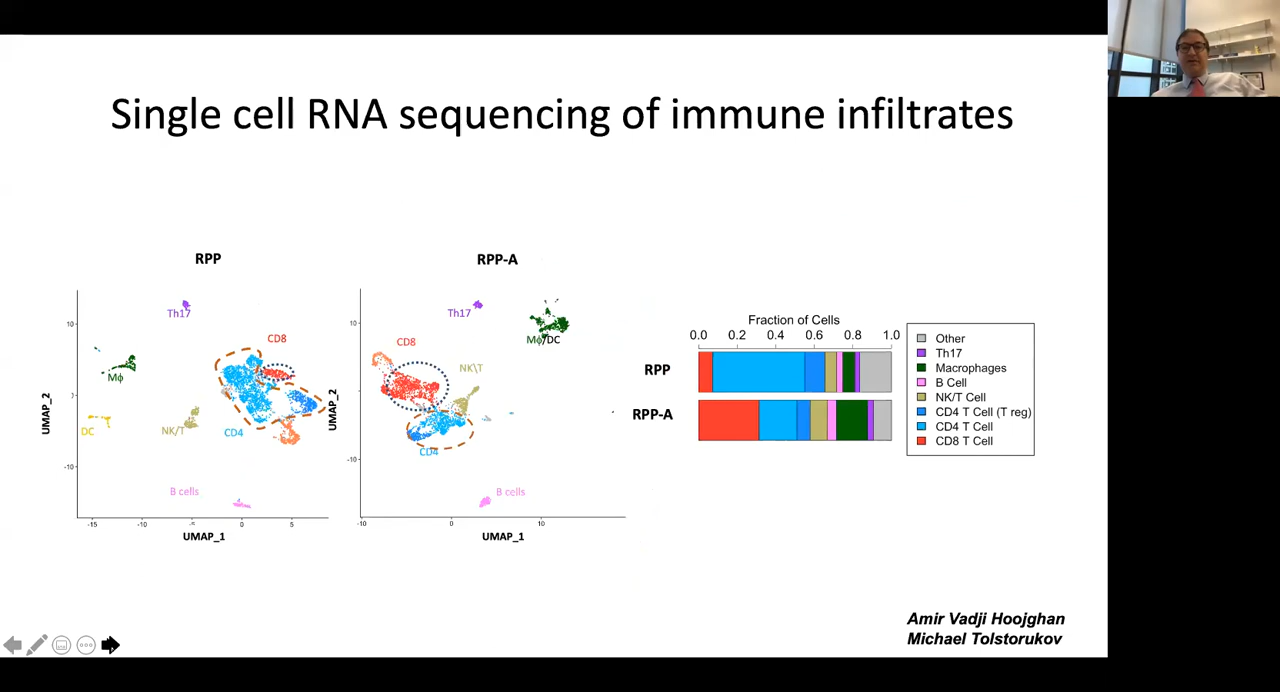 Single cell RNA sequencing of immune infiltrates
RPP
RPP-A
Th17
CD8
Mϕ
DC
NK/T
CD4
B cells
10
-10
-15
-10
-5
0
5
UMAP_1
UMAP_2
Th17
CD8
Mϕ/DC
NK\T
CD4
B cells
10
-10
-10
0
10
UMAP_1
UMAP_2
Fraction of Cells
0.0 0.2 0.4 0.6 0.8 1.0
RPP
RPP-A
Other
Th17
Macrophages
B Cell
NK/T Cell
CD4 T Cell (T reg)
CD4 T Cell
CD8 T Cell
Amir Vadji Hoojghan
Michael Tolstorukov